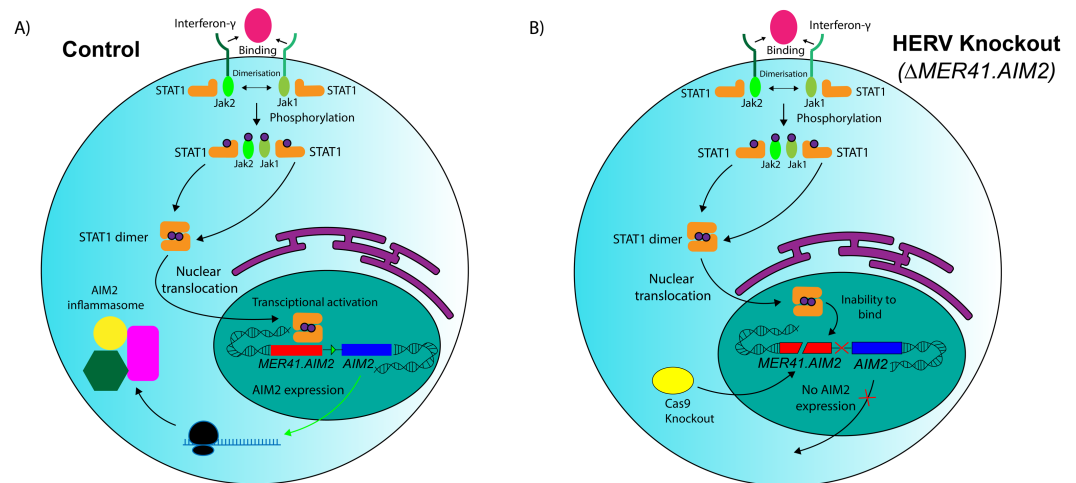 A)
Control
Interferon-γ
Binding
Dimerisation
STAT1
STAT1
Jak2
Jak1
Phosphorylation
STAT1
STAT1
Jak2
Jak1
STAT1 dimer
Nuclear
translocation
AIM2
inflammasome
Transciptional activation
MER41.AIM2
AIM2
AIM2 expression
B)
HERV Knockout
(ΔMER41.AIM2)
Interferon-γ
Binding
Dimerisation
STAT1
STAT1
Jak2
Jak1
Phosphorylation
STAT1
STAT1
Jak2
Jak1
STAT1 dimer
Nuclear
translocation
Inability to
bind
MER41.AIM2
AIM2
No AIM2
expression
Cas9
Knockout